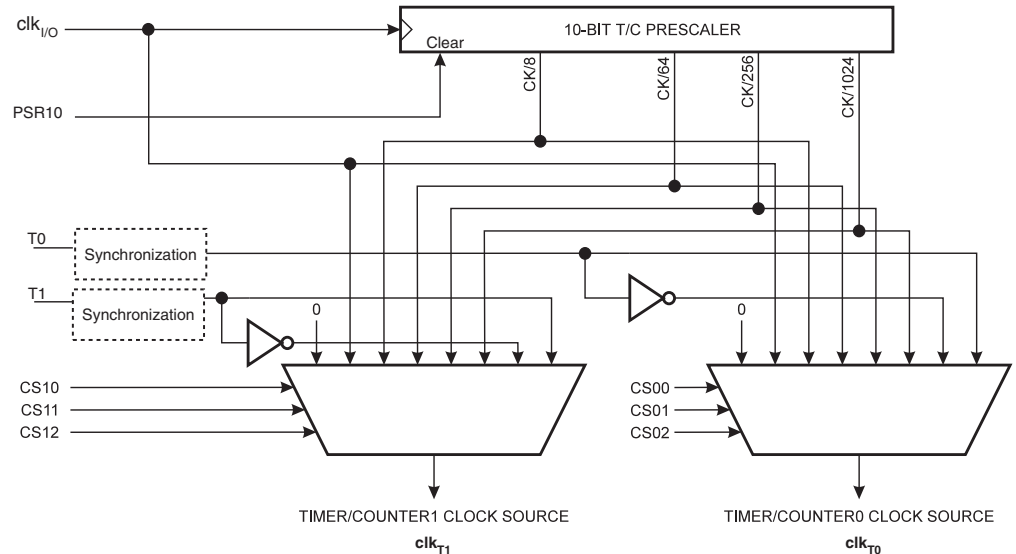 clkI/O
10-BIT T/C PRESCALER
Clear
CK/8
CK/64
CK/256
CK/1024
PSR10
T0
Synchronization
T1
Synchronization
0
0
CS10
CS11
CS12
CS00
CS01
CS02
TIMER/COUNTER1 CLOCK SOURCE
clkT1
TIMER/COUNTER0 CLOCK SOURCE
clkT0